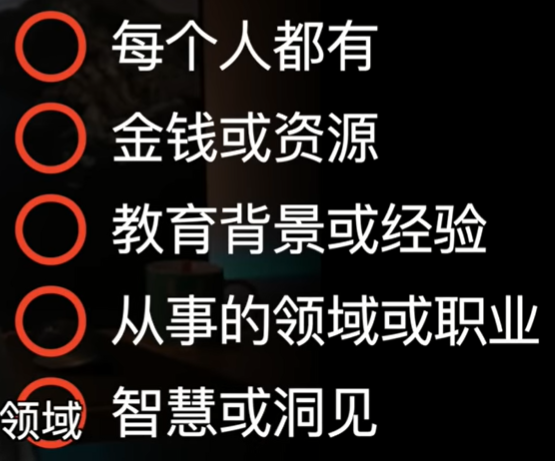 每个人都有
金钱或资源
教育背景或经验
从事的领域或职业
智慧或洞见
领域